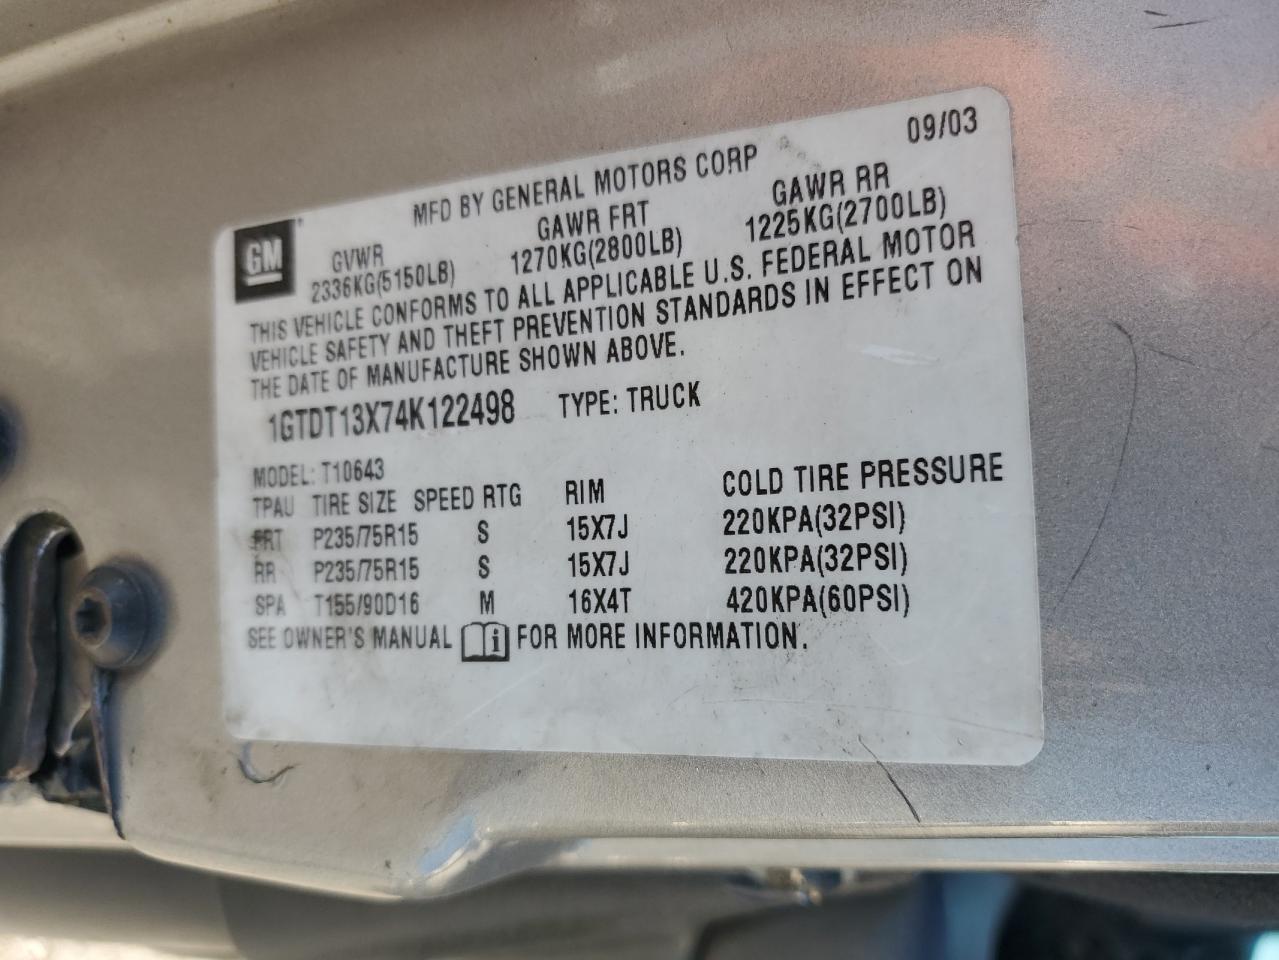 09/03
MFD BY GENERAL MOTORS CORP
GM®
GVWR GAWR FRT GAWR RR
2336KG(5150LB) 1270KG(2800LB) 1225KG(2700LB)
THIS VEHICLE CONFORMS TO ALL APPLICABLE U.S. FEDERAL MOTOR
VEHICLE SAFETY AND THEFT PREVENTION STANDARDS IN EFFECT ON
THE DATE OF MANUFACTURE SHOWN ABOVE.
1GTDT13X74K122498 TYPE: TRUCK
MODEL: T10643
TPAU TIRE SIZE SPEED RTG RIM COLD TIRE PRESSURE
FRT P235/75R15 S 15X7J 220KPA(32PSI)
RR P235/75R15 S 15X7J 220KPA(32PSI)
SPA T155/90D16 M 16X4T 420KPA(60PSI)
SEE OWNER'S MANUAL i FOR MORE INFORMATION.